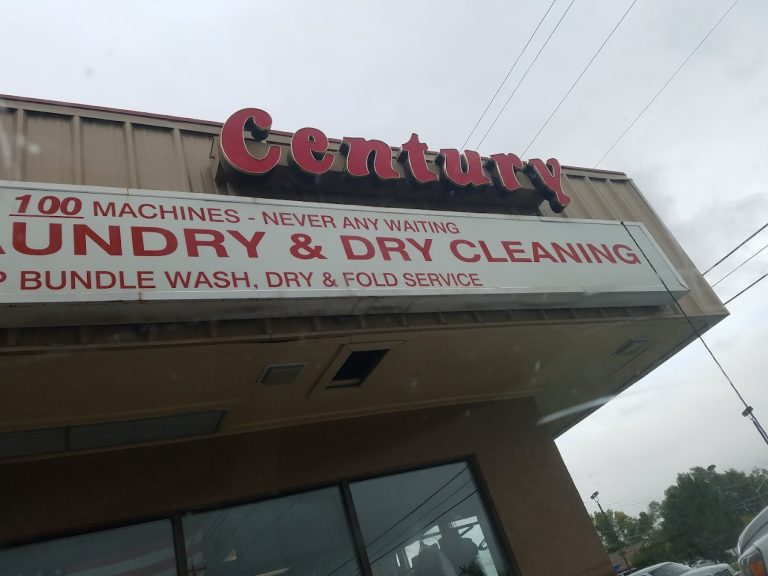 Century
100 MACHINES - NEVER ANY WAITING
AUNDRY & DRY CLEANING
P BUNDLE WASH, DRY & FOLD SERVICE